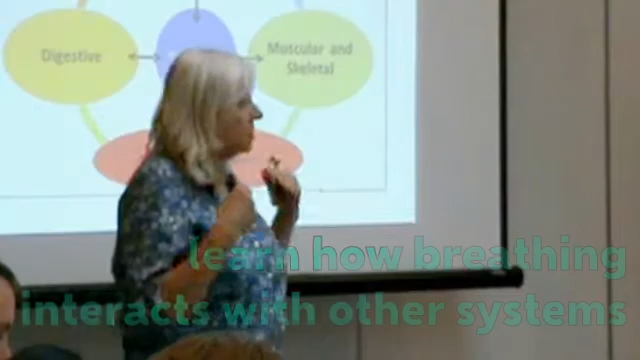 Digestive
Muscular and
Skeletal
learn how breathing
interacts with other systems